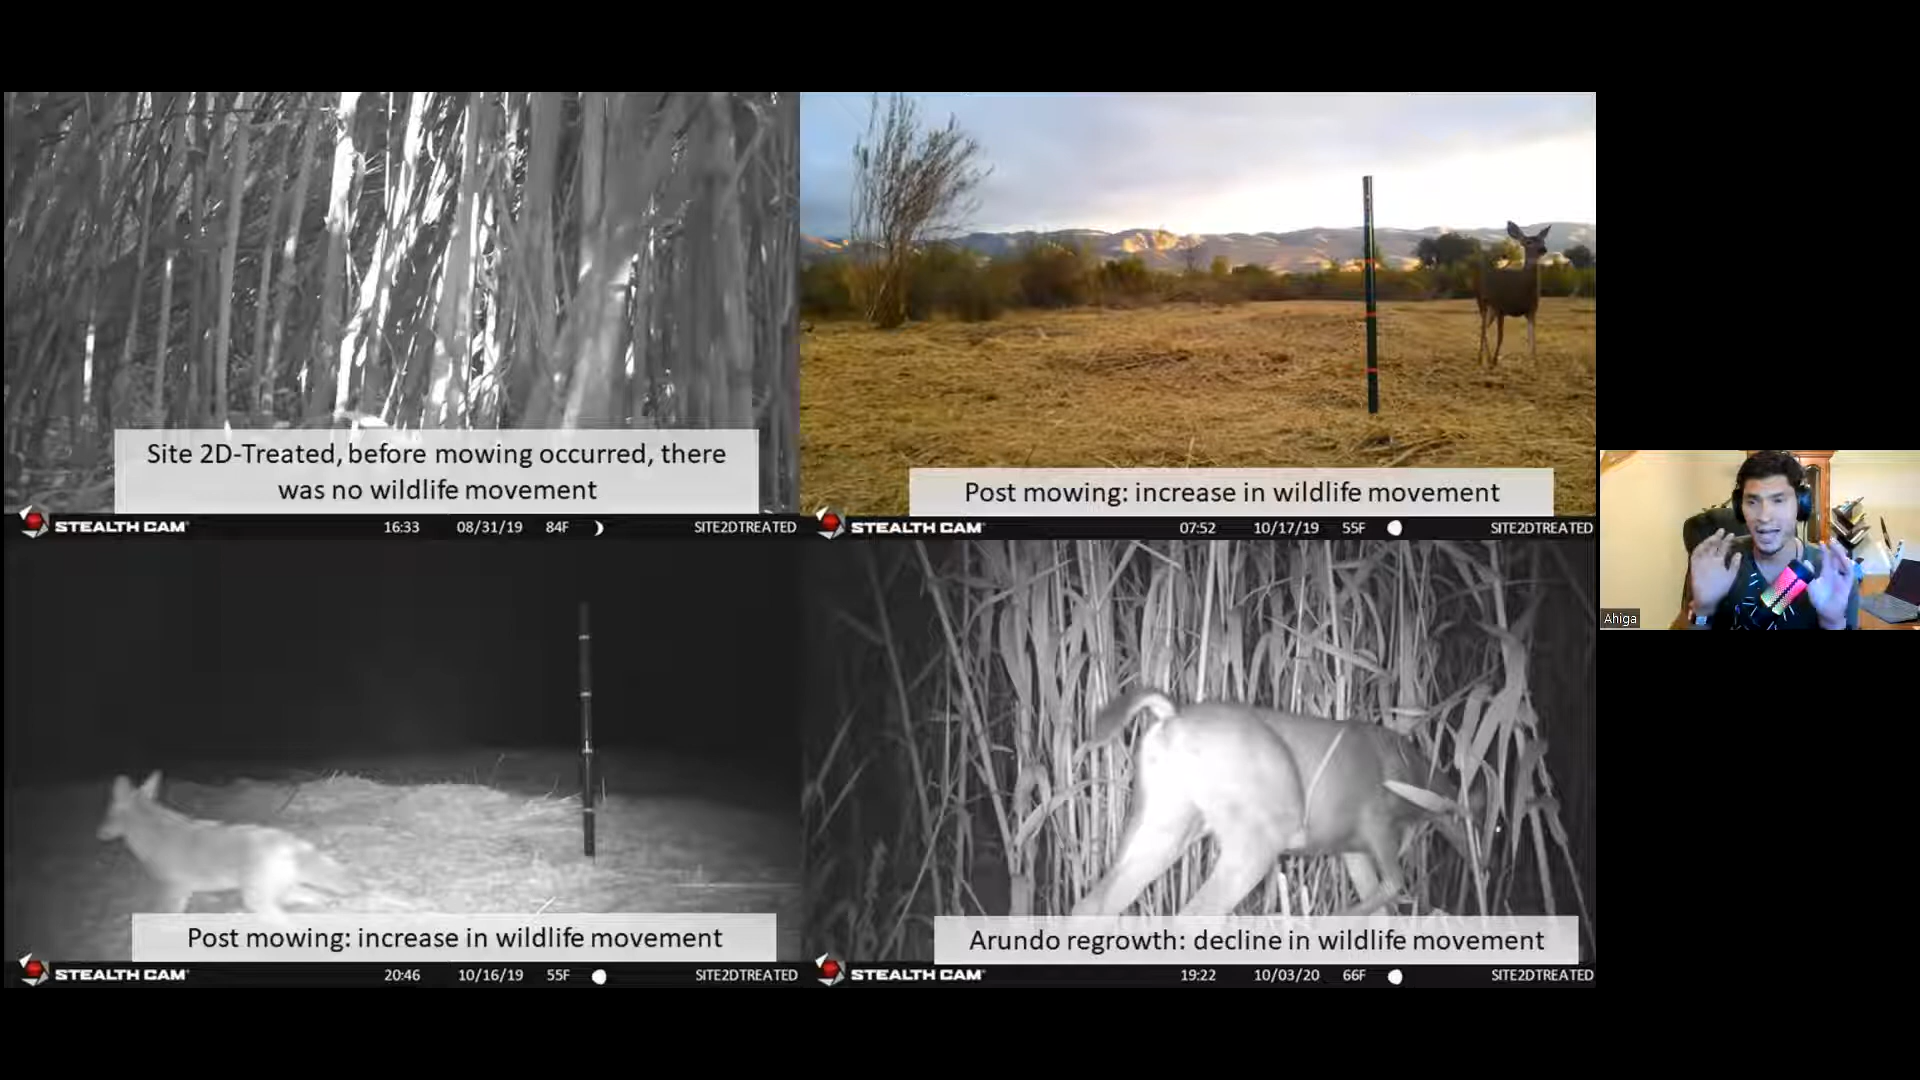 Site 2D-Treated, before mowing occurred, there
was no wildlife movement
STEALTH CAM 16:33 08/31/19 84F SITE2DTREATED
Post mowing: increase in wildlife movement
STEALTH CAM 07:52 10/17/19 55F SITE2DTREATED
Post mowing: increase in wildlife movement
STEALTH CAM 20:46 10/16/19 55F SITE2DTREATED
Arundo regrowth: decline in wildlife movement
STEALTH CAM 19:22 10/03/20 66F SITE2DTREATED
Ahiga